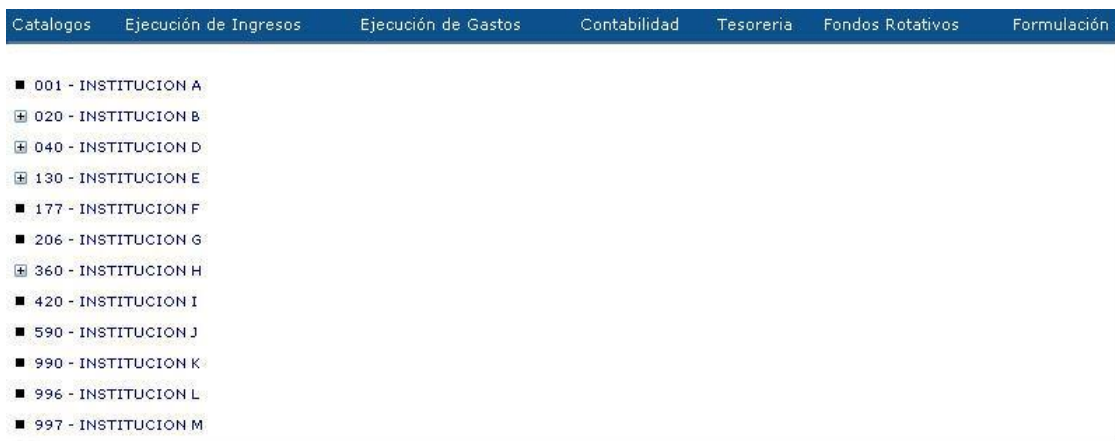 Catalogos Ejecución de Ingresos Ejecución de Gastos Contabilidad Tesoreria Fondos Rotativos Formulación
001 - INSTITUCION A
020 - INSTITUCION B
040 - INSTITUCION D
130 - INSTITUCION E
177 - INSTITUCION F
206 - INSTITUCION G
360 - INSTITUCION H
420 - INSTITUCION I
590 - INSTITUCION J
990 - INSTITUCION K
996 - INSTITUCION L
997 - INSTITUCION M